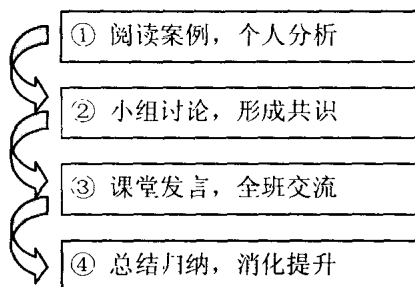 ① 阅读案例，个人分析
② 小组讨论，形成共识
③ 课堂发言，全班交流
④ 总结归纳，消化提升